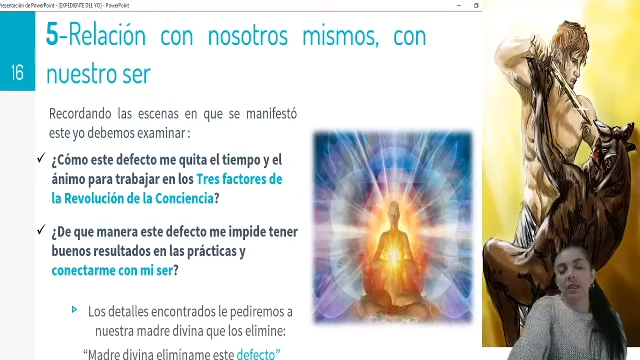 resentación de PowerPoint - [EXPEDIENTE DEL YO] - PowerPoint
5-Relación con nosotros mismos, con
nuestro ser
16
Recordando las escenas en que se manifestó
este yo debemos examinar :
✓ ¿Cómo este defecto me quita el tiempo y el
ánimo para trabajar en los Tres factores de
la Revolución de la Conciencia?
✓ ¿De que manera este defecto me impide tener
buenos resultados en las prácticas y
conectarme con mi ser?
Los detalles encontrados le pediremos a
nuestra madre divina que los elimine:
“Madre divina elimíname este defecto”